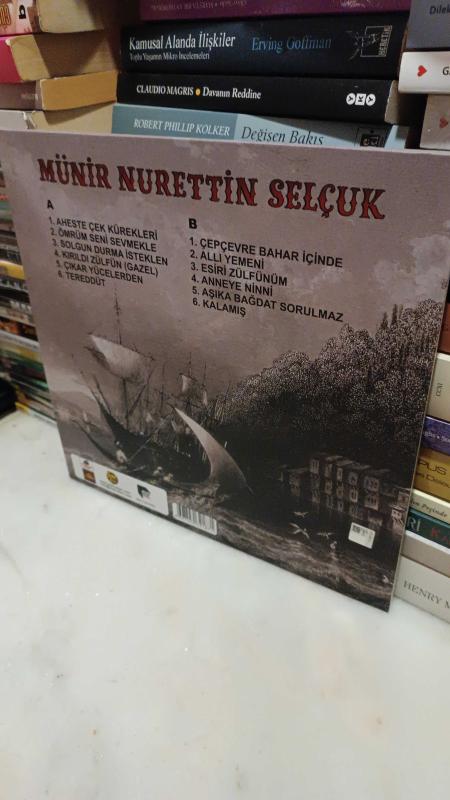 Kamusal Alanda İlişkiler
Erving Goffman
Toplu Yaşamın Mikro İncelemeleri
HERETİK
CLAUDIO MAGRIS
Davanın Reddine
YKY
ROBERT PHILLIP KOLKER
Değişen Bakış
MÜNİR NURETTİN SELÇUK
A
1. AHESTE ÇEK KÜREKLERİ
2. ÖMRÜM SENİ SEVMEKLE
3. SOLGUN DURMA İSTEKLEN
4. KIRILDI ZÜLFÜN (GAZEL)
5. ÇIKAR YÜCELERDEN
6. TEREDDÜT
B
1. ÇEPÇEVRE BAHAR İÇİNDE
2. ALLI YEMENİ
3. ESİRİ ZÜLFÜNÜM
4. ANNEYE NİNNİ
5. AŞIKA BAĞDAT SORULMAZ
6. KALAMIŞ
Dilek
HENRY M